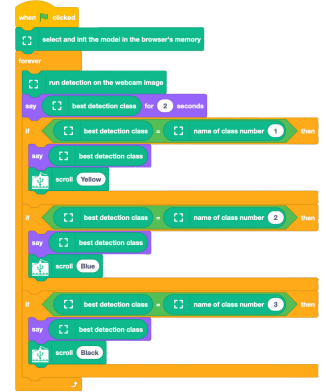 when clicked
select and init the model in the browser's memory
forever
run detection on the webcam image
say best detection class for 2 seconds
if best detection class = name of class number 1 then
say best detection class
scroll Yellow
if best detection class = name of class number 2 then
say best detection class
scroll Blue
if best detection class = name of class number 3 then
say best detection class
scroll Black